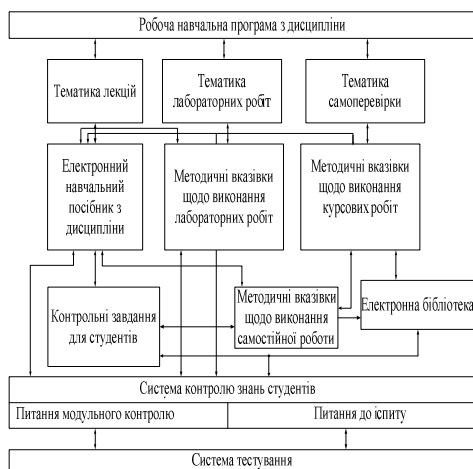 Робоча навчальна програма з дисципліни
Тематика лекцій
Тематика
лабораторних робіт
Тематика
самоперевірки
Електронний
навчальний
посібник з
дисципліни
Методичні вказівки
щодо виконання
лабораторних робіт
Методичні вказівки
щодо виконання
курсових робіт
Контрольні завдання
для студентів
Методичні вказівки
щодо виконання
самостійної роботи
Електронна бібліотека
Система контролю знань студентів
Питання модульного контролю
Питання до іспиту
Система тестування